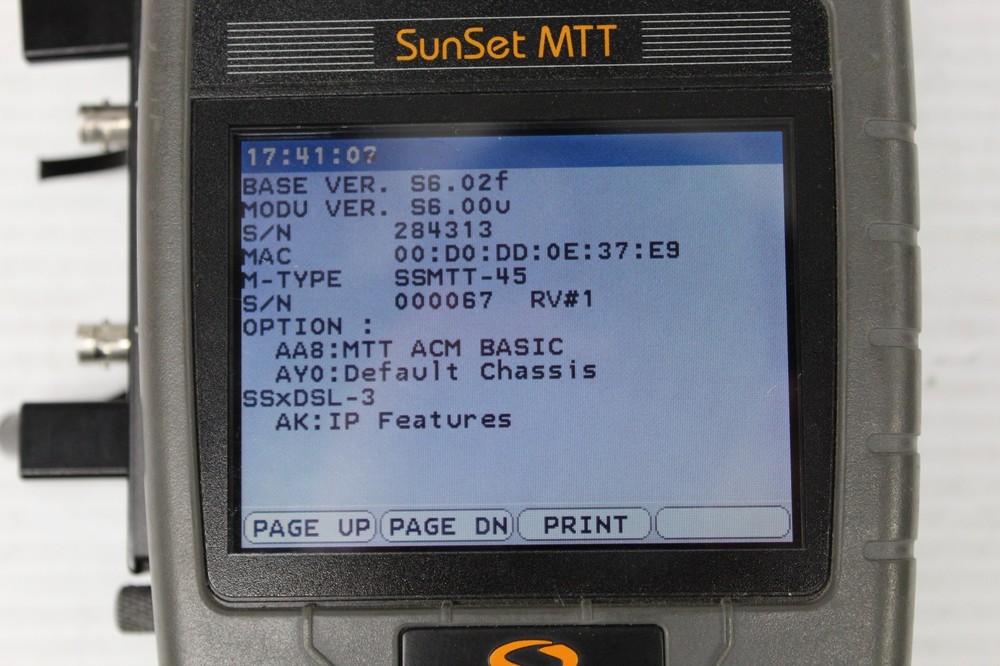 SunSet MTT
17:41:07
BASE VER. S6.02f
MODU VER. S6.00u
S/N 284313
MAC 00:D0:DD:0E:37:E9
M-TYPE SSMTT-45
S/N 000067 RV#1
OPTION :
AA8:MTT ACM BASIC
AY0:Default Chassis
SSxDSL-3
AK:IP Features
PAGE UP PAGE DN PRINT